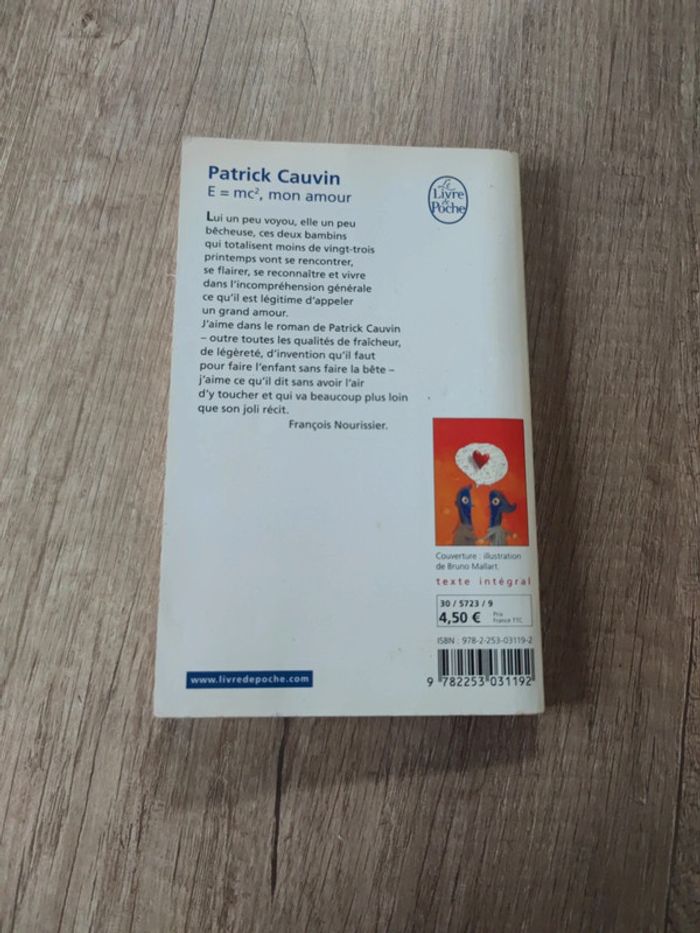 Patrick Cauvin
E = mc², mon amour
Le
Livre
de
Poche
Lui un peu voyou, elle un peu
bêcheuse, ces deux bambins
qui totalisent moins de vingt-trois
printemps vont se rencontrer,
se flairer, se reconnaître et vivre
dans l'incompréhension générale
ce qu'il est légitime d'appeler
un grand amour.
J'aime dans le roman de Patrick Cauvin
– outre toutes les qualités de fraîcheur,
de légèreté, d'invention qu'il faut
pour faire l'enfant sans faire la bête –
j'aime ce qu'il dit sans avoir l'air
d'y toucher et qui va beaucoup plus loin
que son joli récit.
François Nourissier.
Couverture : illustration
de Bruno Mallart.
texte intégral
30 / 5723 / 9
4,50 € Prix
France TTC
ISBN : 978-2-253-03119-2
9 782253 031192
www.livredepoche.com